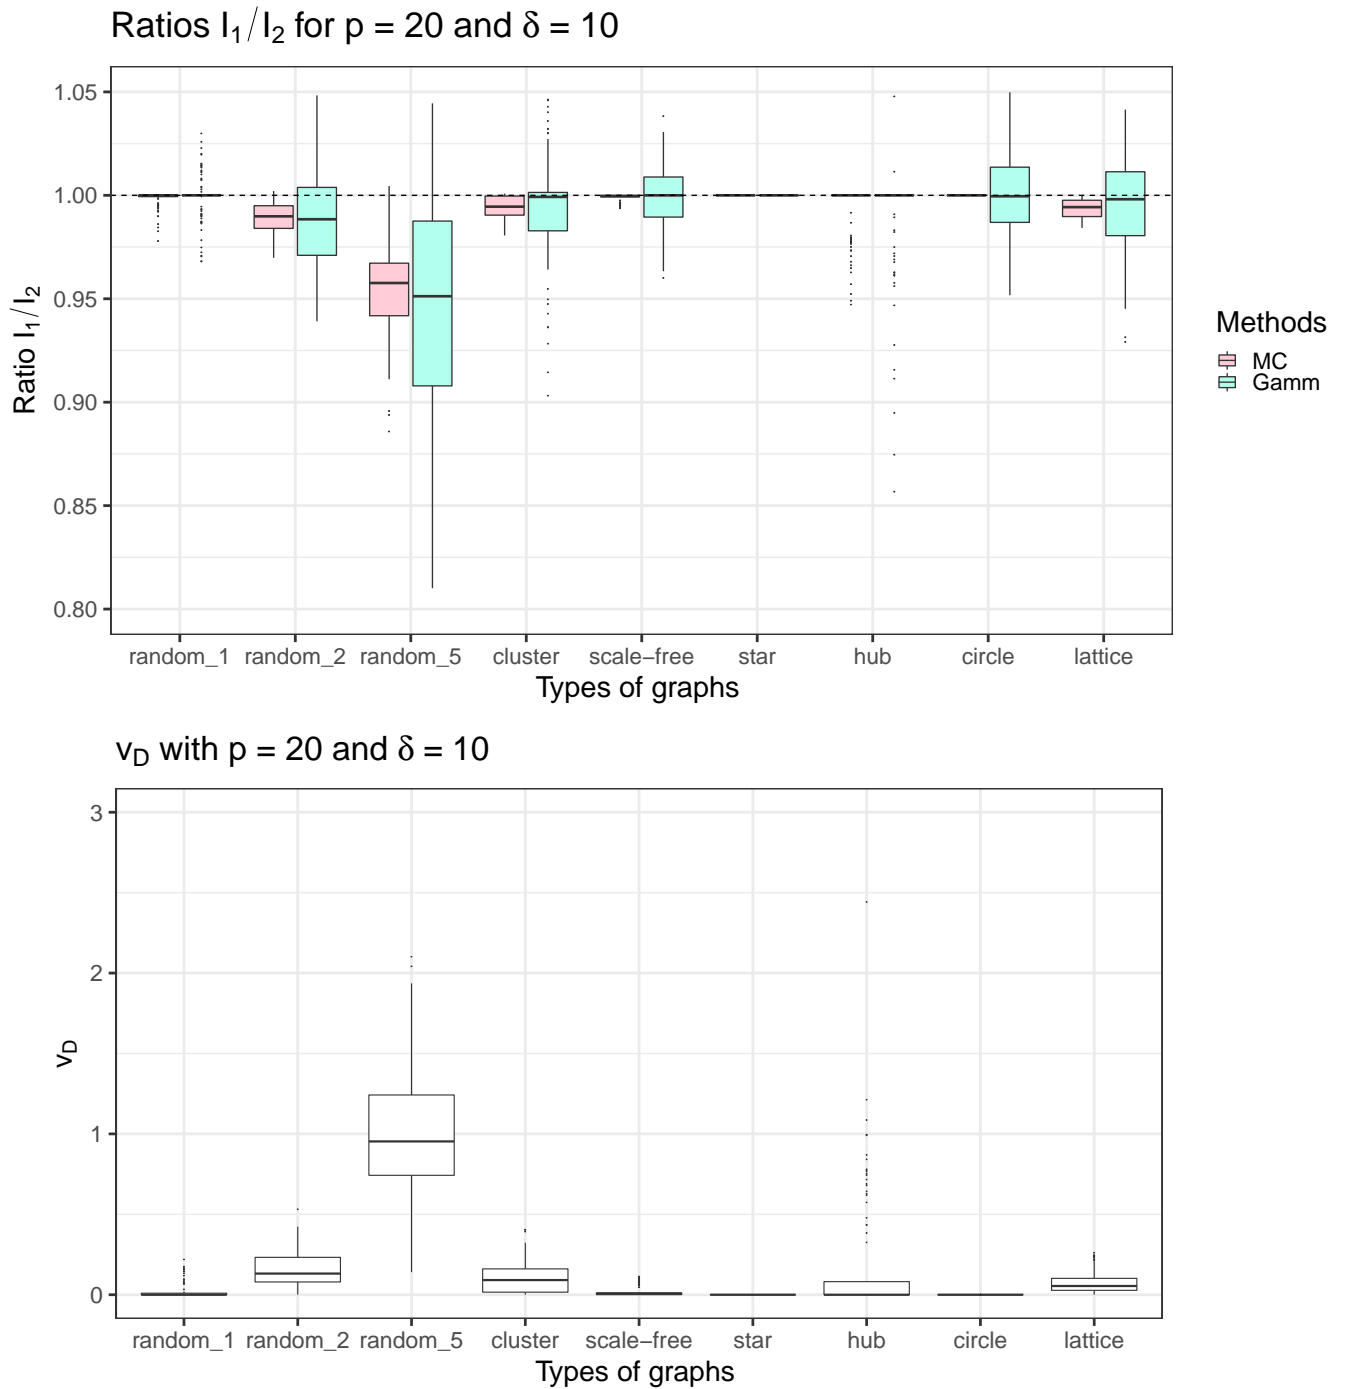 Ratios I₁/I₂ for p = 20 and δ = 10
Ratio I₁/I₂
1.05
1.00
0.95
0.90
0.85
0.80
random_1 random_2 random_5 cluster scale−free star hub circle lattice
Types of graphs
Methods
MC
Gamm
v_D with p = 20 and δ = 10
v_D
3
2
1
0
random_1 random_2 random_5 cluster scale−free star hub circle lattice
Types of graphs